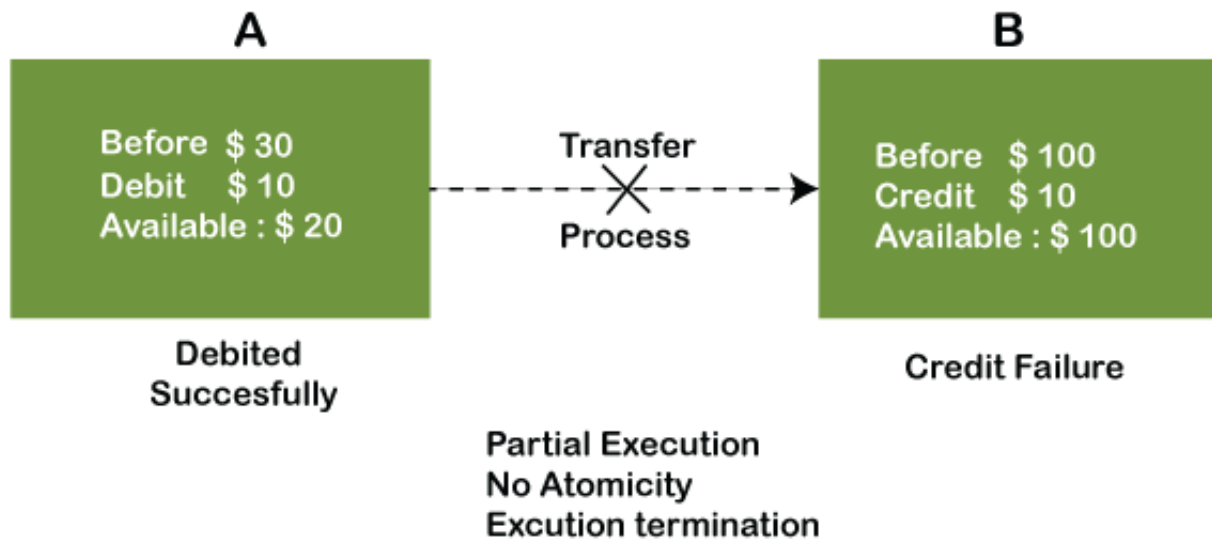 A
Before $ 30
Debit $ 10
Available : $ 20
Debited
Succesfully
Transfer
Process
B
Before $ 100
Credit $ 10
Available : $ 100
Credit Failure
Partial Execution
No Atomicity
Excution termination